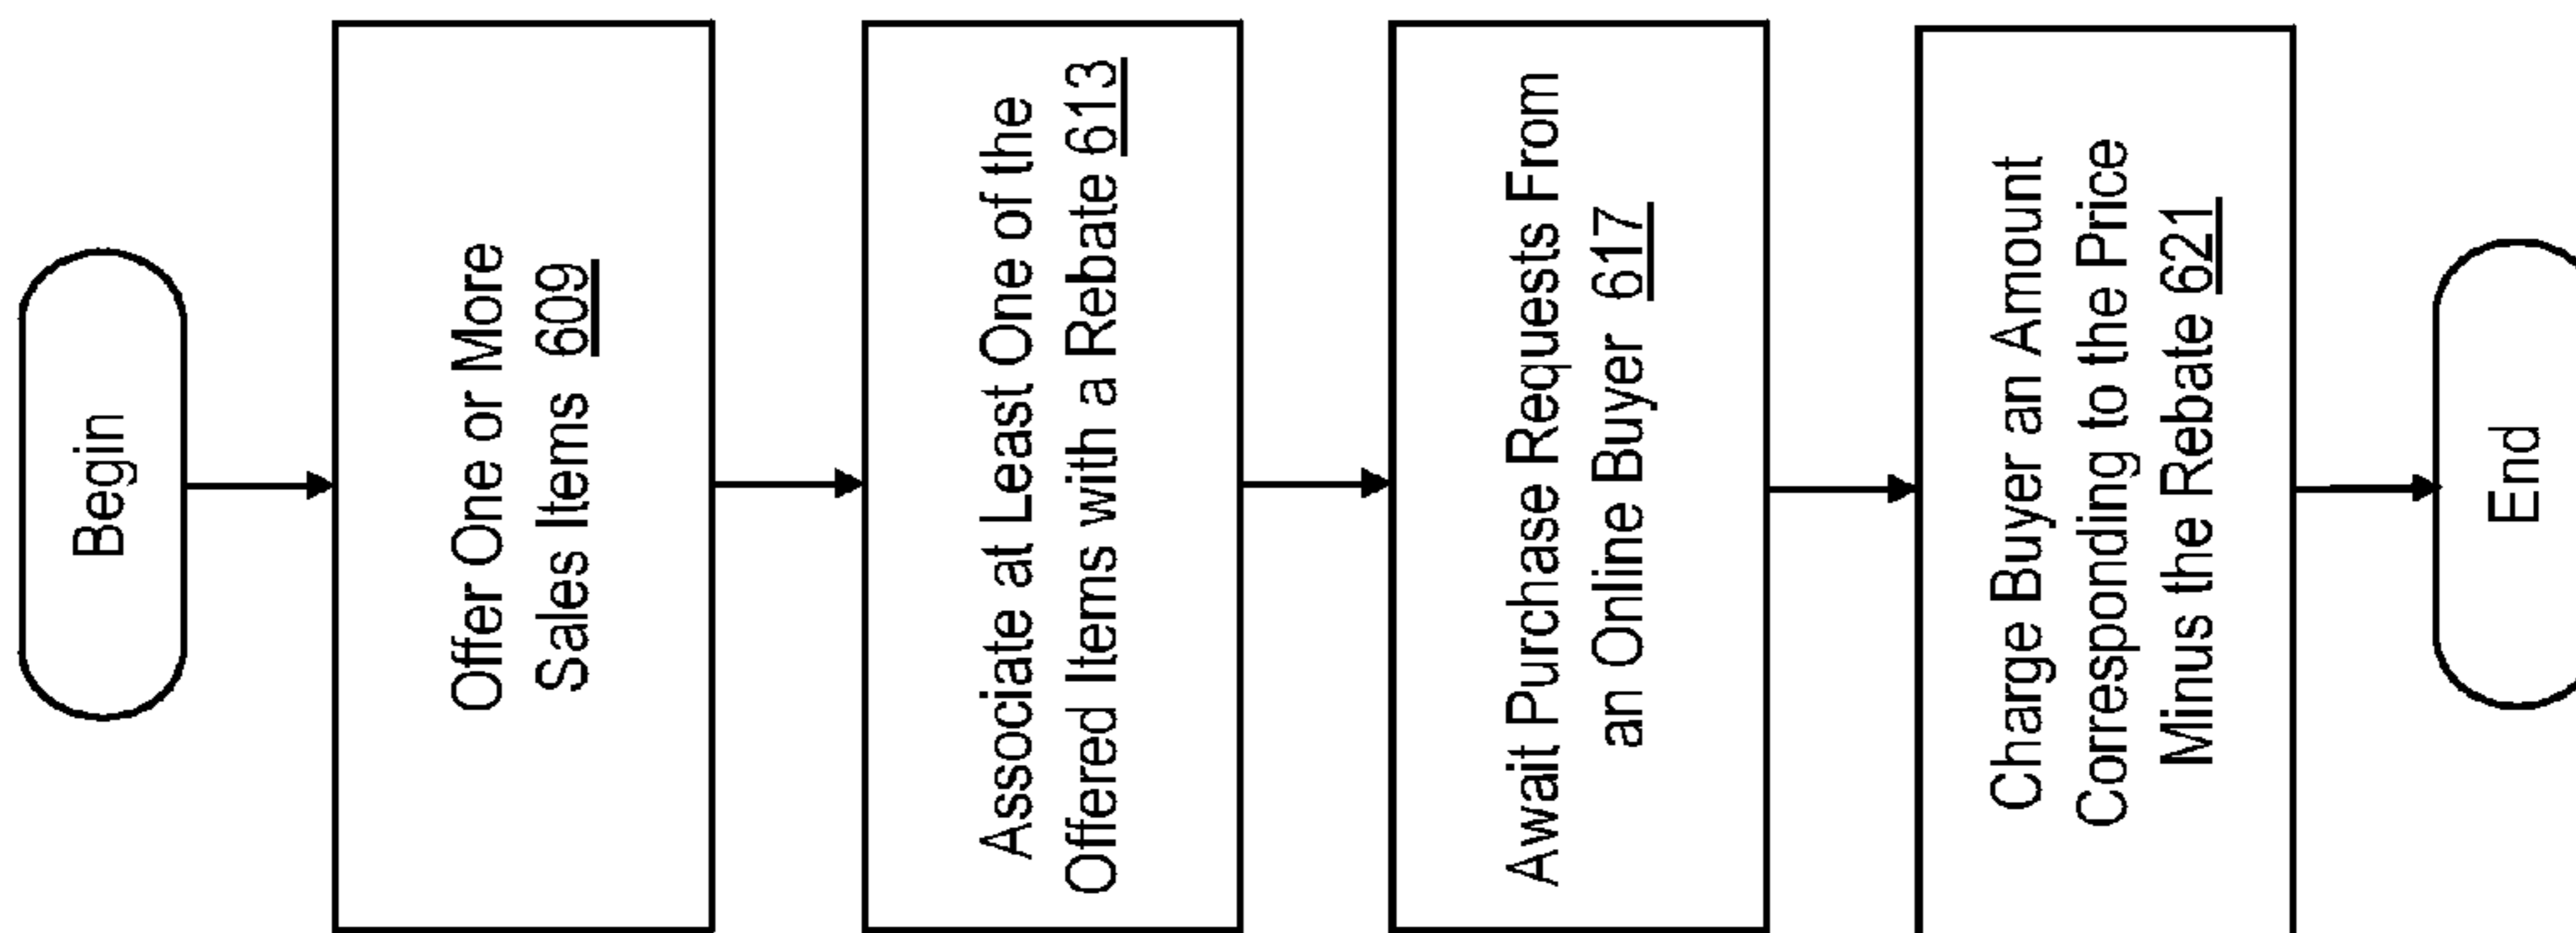 Begin
Offer One or More
Sales Items 609
Associate at Least One of the
Offered Items with a Rebate 613
Await Purchase Requests From
an Online Buyer 617
Charge Buyer an Amount
Corresponding to the Price
Minus the Rebate 621
End